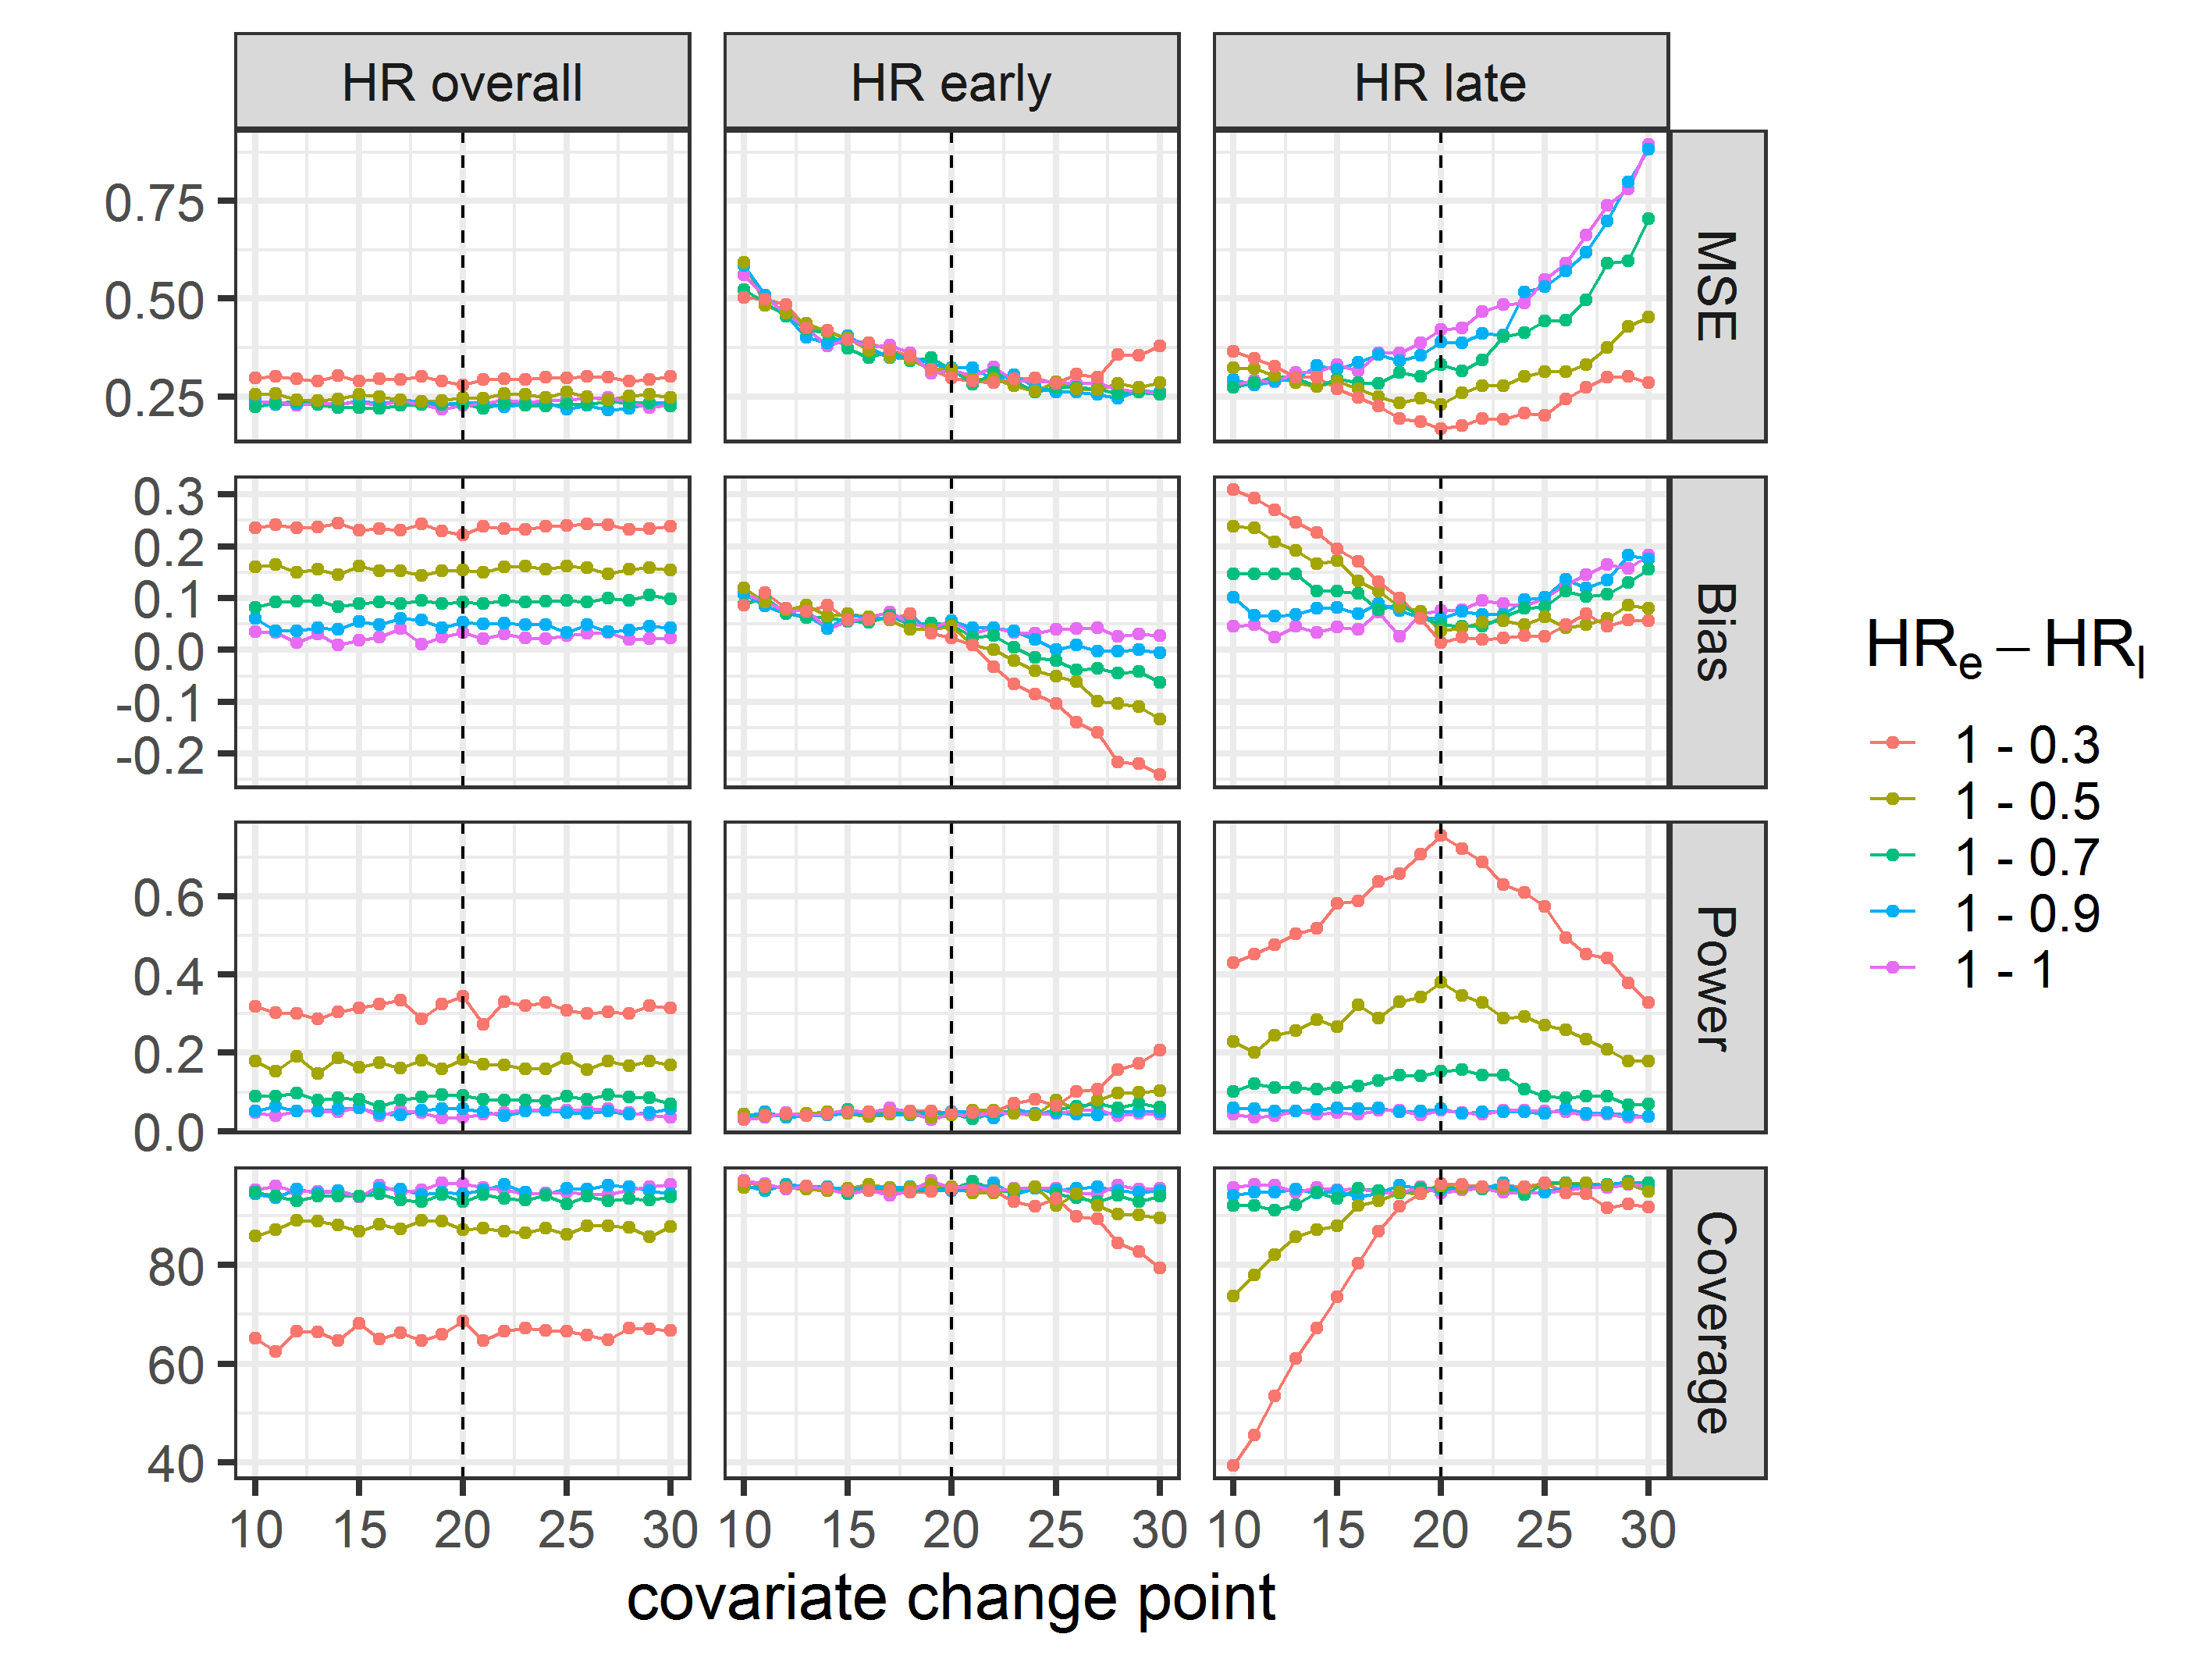 HR overall HR early HR late
0.75
0.50
0.25
MSE
0.3
0.2
0.1
0.0
-0.1
-0.2
Bias
0.6
0.4
0.2
0.0
Power
80
60
40
Coverage
10 15 20 25 30 10 15 20 25 30 10 15 20 25 30
covariate change point
HRe – HRl
1 - 0.3
1 - 0.5
1 - 0.7
1 - 0.9
1 - 1